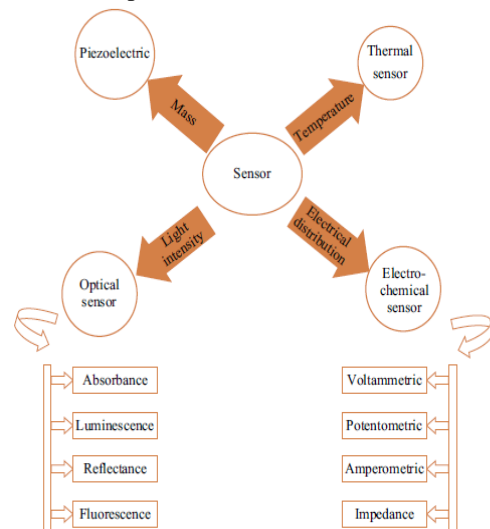 Piezoelectric
Thermal
sensor
Mass
Temperature
Sensor
Light
intensity
Electrical
distribution
Optical
sensor
Electro-
chemical
sensor
Absorbance
Voltammetric
Luminescence
Potentometric
Reflectance
Amperometric
Fluorescence
Impedance